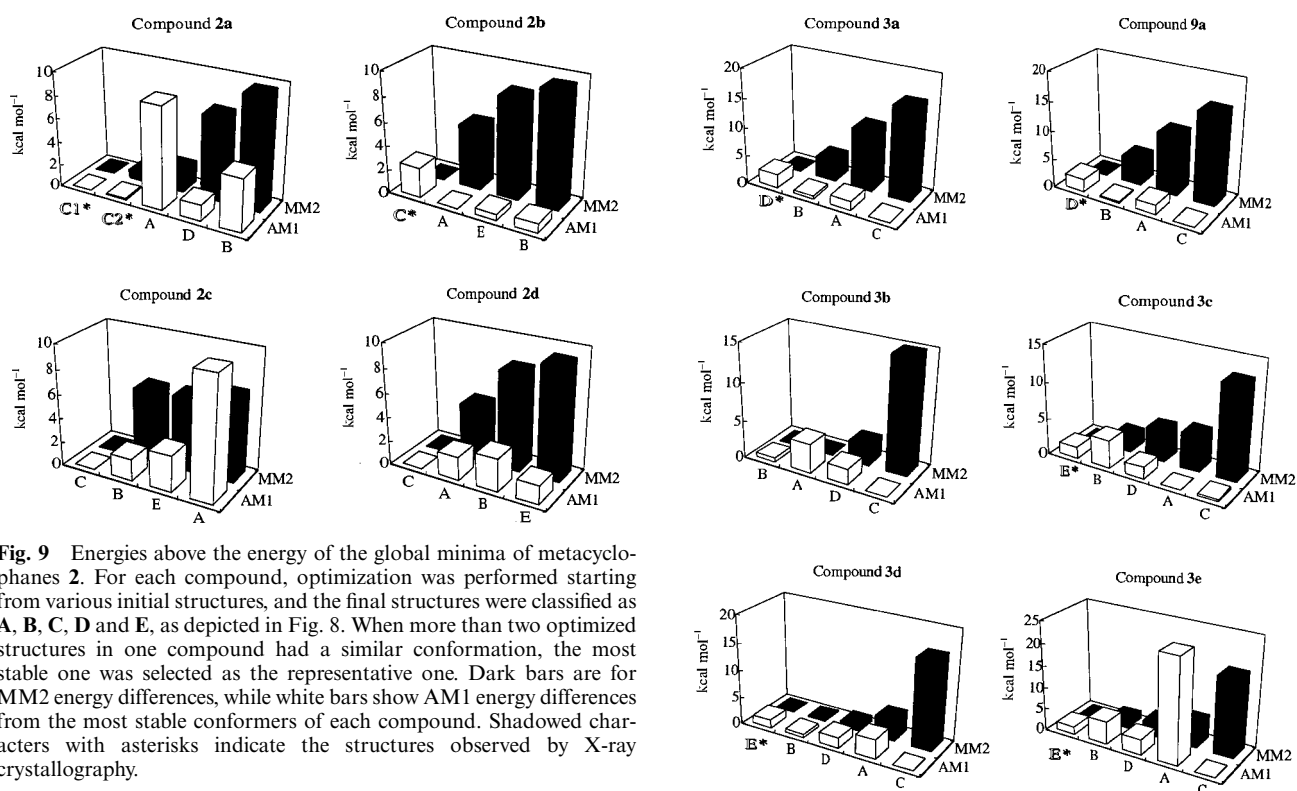 Compound 2a
kcal mol⁻¹
10
8
6
4
2
0
C1* C2* A D B
MM2
AM1
Compound 2b
kcal mol⁻¹
10
8
6
4
2
0
C* A E B
MM2
AM1
Compound 2c
kcal mol⁻¹
10
8
6
4
2
0
C B E A
MM2
AM1
Compound 2d
kcal mol⁻¹
10
8
6
4
2
0
C A B E
MM2
AM1
Fig. 9 Energies above the energy of the global minima of metacyclo-
phanes 2. For each compound, optimization was performed starting
from various initial structures, and the final structures were classified as
A, B, C, D and E, as depicted in Fig. 8. When more than two optimized
structures in one compound had a similar conformation, the most
stable one was selected as the representative one. Dark bars are for
MM2 energy differences, while white bars show AM1 energy differences
from the most stable conformers of each compound. Shadowed char-
acters with asterisks indicate the structures observed by X-ray
crystallography.
Compound 3a
kcal mol⁻¹
20
15
10
5
0
D* B A C
MM2
AM1
Compound 9a
kcal mol⁻¹
20
15
10
5
0
D* B A C
MM2
AM1
Compound 3b
kcal mol⁻¹
15
10
5
0
B A D C
MM2
AM1
Compound 3c
kcal mol⁻¹
15
10
5
0
E* B D A C
MM2
AM1
Compound 3d
kcal mol⁻¹
20
15
10
5
0
E* B D A C
MM2
AM1
Compound 3e
kcal mol⁻¹
25
20
15
10
5
0
E* B D A C
MM2
AM1